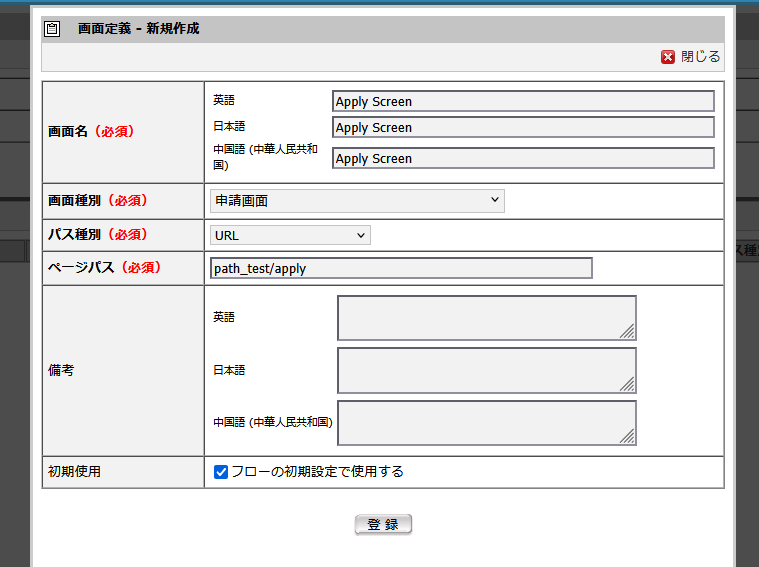 画面定義 - 新規作成
閉じる
画面名（必須）
英語
Apply Screen
日本語
Apply Screen
中国語 (中華人民共和
国)
Apply Screen
画面種別（必須）
申請画面
パス種別（必須）
URL
ページパス（必須）
path_test/apply
備考
英語
日本語
中国語 (中華人民共和国)
初期使用
フローの初期設定で使用する
登 録
ス種